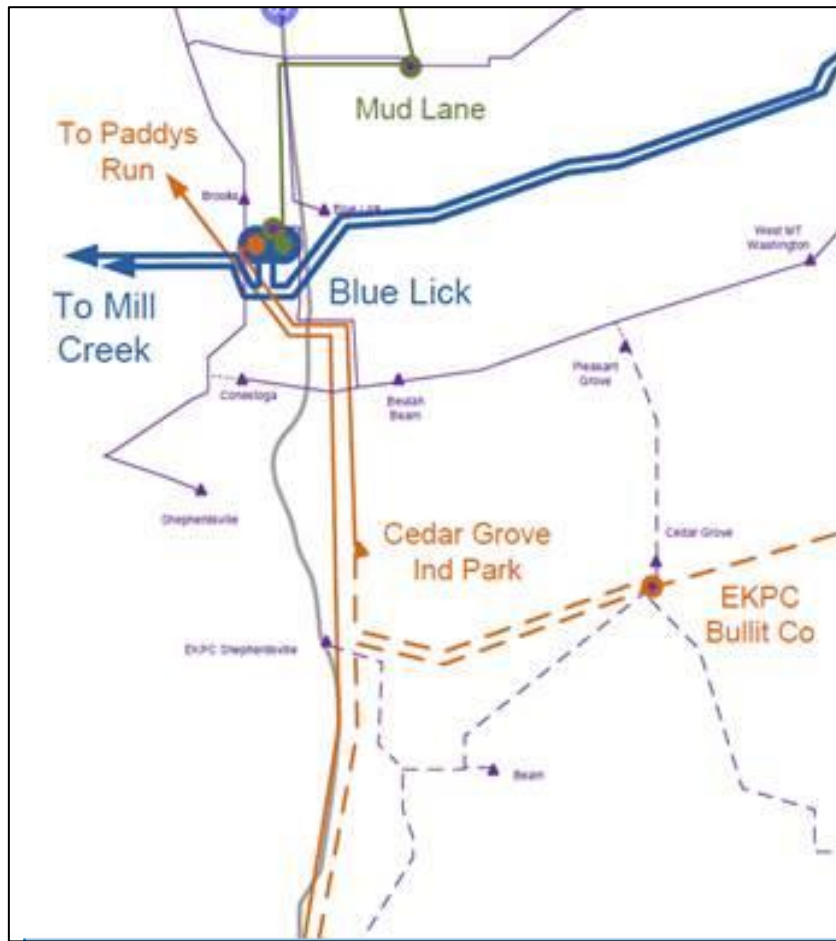 Mud Lane
To Paddys
Run
Brooks
Blue Lick
West MT
Washington
Blue Lick
To Mill
Creek
Pleasant
Grove
Conestoga
Beulah
Beam
Shepherdsville
Cedar Grove
Ind Park
Cedar Grove
EKPC
Bullit Co
EKPC Shepherdsville
Beam